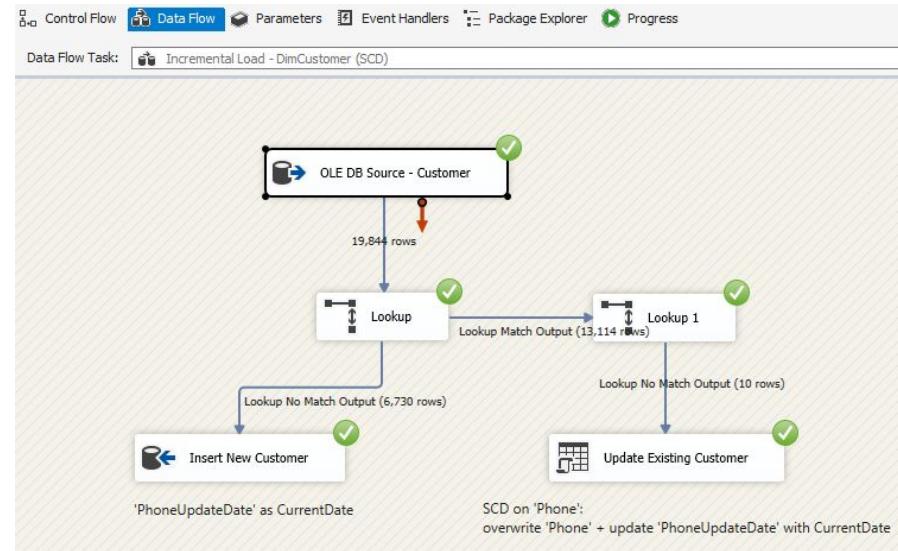 Control Flow Data Flow Parameters Event Handlers Package Explorer Progress
Data Flow Task: Incremental Load - DimCustomer (SCD)
OLE DB Source - Customer
19,844 rows
Lookup
Lookup 1
Lookup Match Output (13,114 rows)
Lookup No Match Output (10 rows)
Lookup No Match Output (6,730 rows)
Insert New Customer
Update Existing Customer
'PhoneUpdateDate' as CurrentDate
SCD on 'Phone':
overwrite 'Phone' + update 'PhoneUpdateDate' with CurrentDate